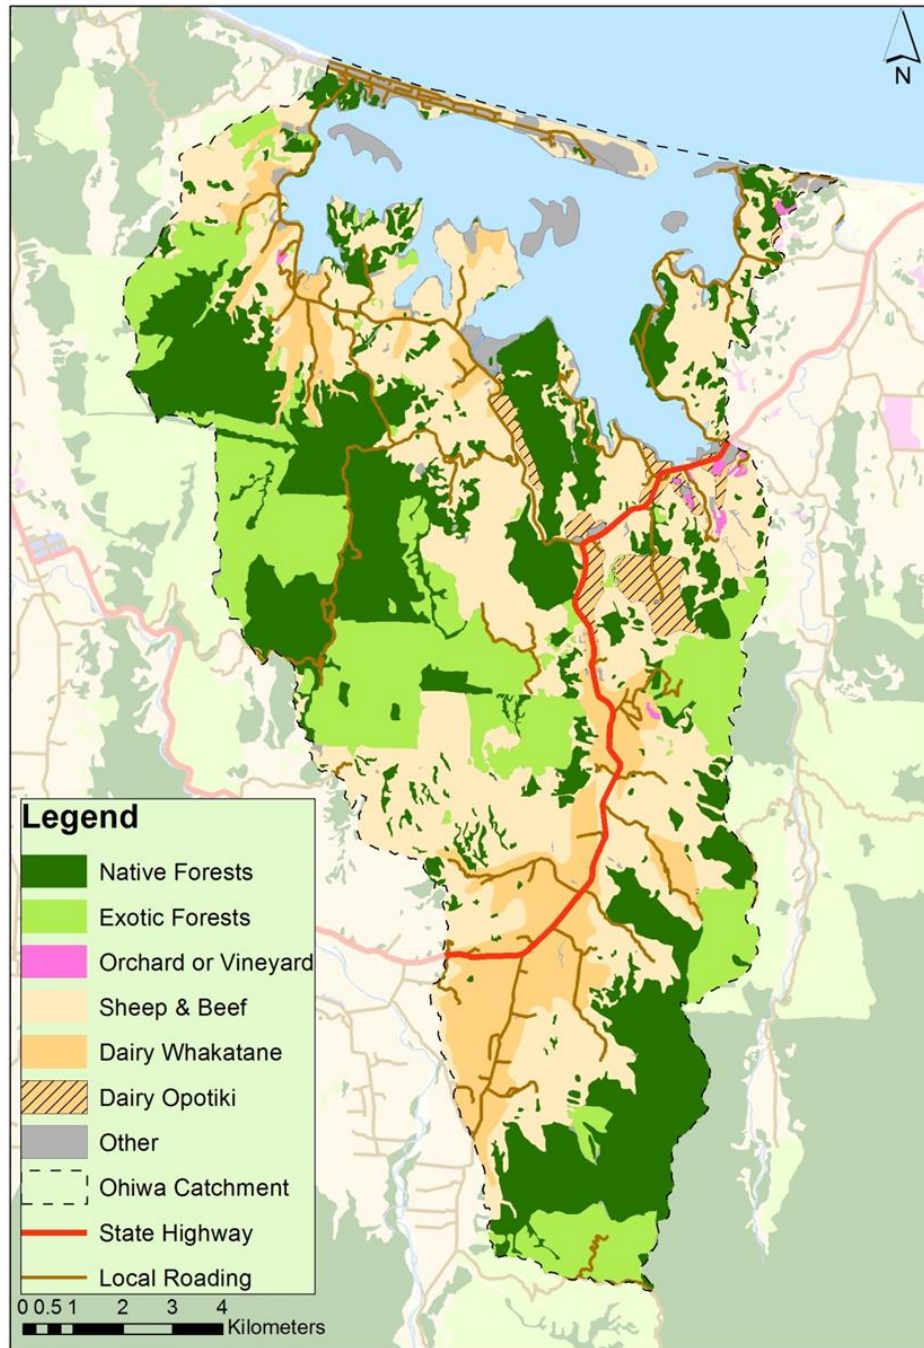 N
Legend
Native Forests
Exotic Forests
Orchard or Vineyard
Sheep & Beef
Dairy Whakatane
Dairy Opotiki
Other
Ohiwa Catchment
State Highway
Local Roading
0 0.5 1 2 3 4
Kilometers